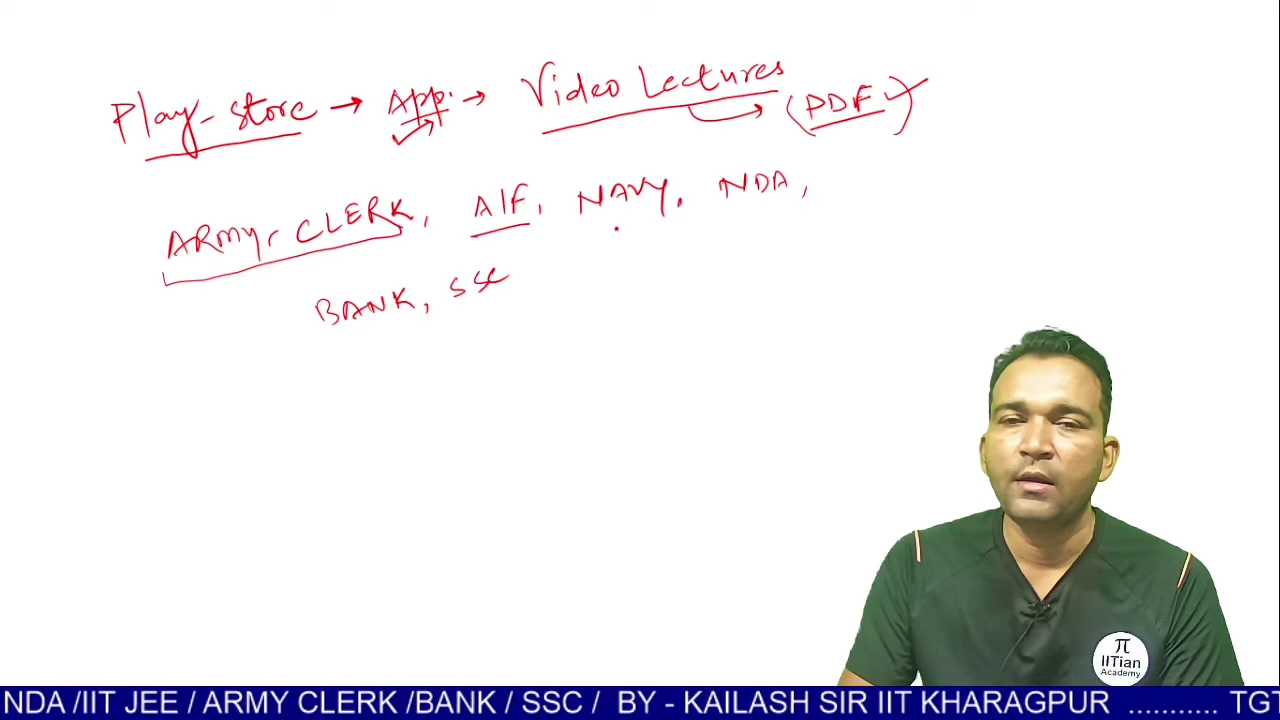 Play-store → App. → Video Lectures → (PDF)
ARMY-CLERK, A/F, NAVY, NDA,
BANK, SSC
π
IITian
Academy
NDA /IIT JEE / ARMY CLERK /BANK / SSC / BY - KAILASH SIR IIT KHARAGPUR ........... TGT